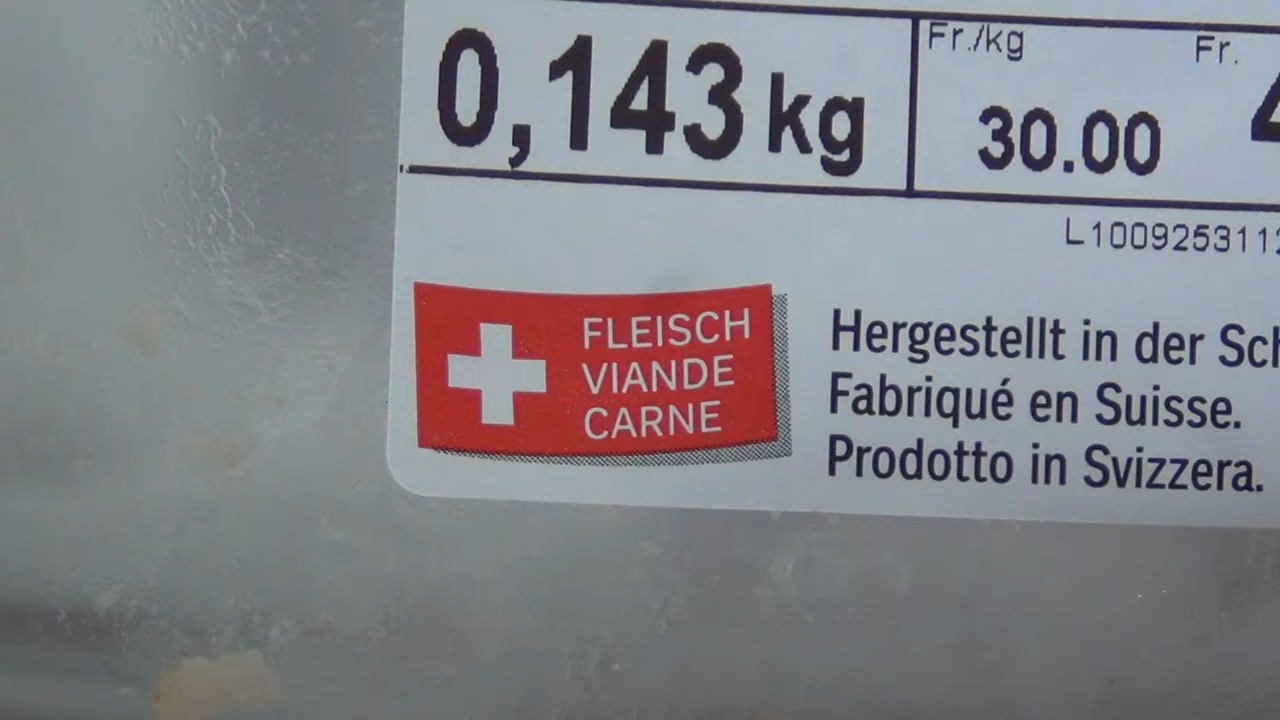 Fr./kg Fr.
0,143 kg 30.00
L100925311
FLEISCH
VIANDE
CARNE
Hergestellt in der
Fabriqué en Suisse.
Prodotto in Svizzera.